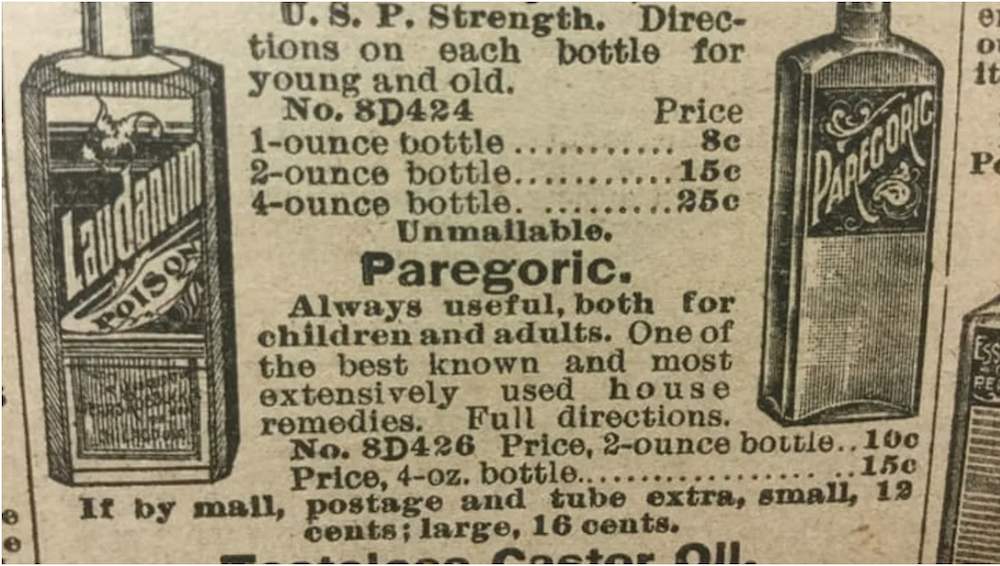 U. S. P. Strength. Direc-
tions on each bottle for
young and old.
No. 8D424 Price
1-ounce bottle ........... 8c
2-ounce bottle...........15c
4-ounce bottle. .........25c
Unmailable.
Paregoric.
Always useful, both for
children and adults. One of
the best known and most
extensively used house
remedies. Full directions.
No. 8D426 Price, 2-ounce bottle..10c
Price, 4-oz. bottle....................15c
If by mail, postage and tube extra, small, 12
cents; large, 16 cents.
Tasteless Castor Oil.
Laudanum
POISON
PAREGORIC